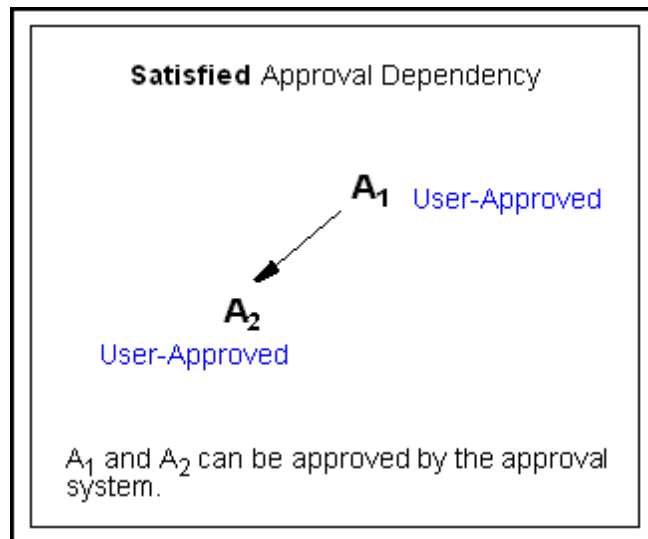 Satisfied Approval Dependency
A1 User-Approved
A2
User-Approved
A1 and A2 can be approved by the approval
system.